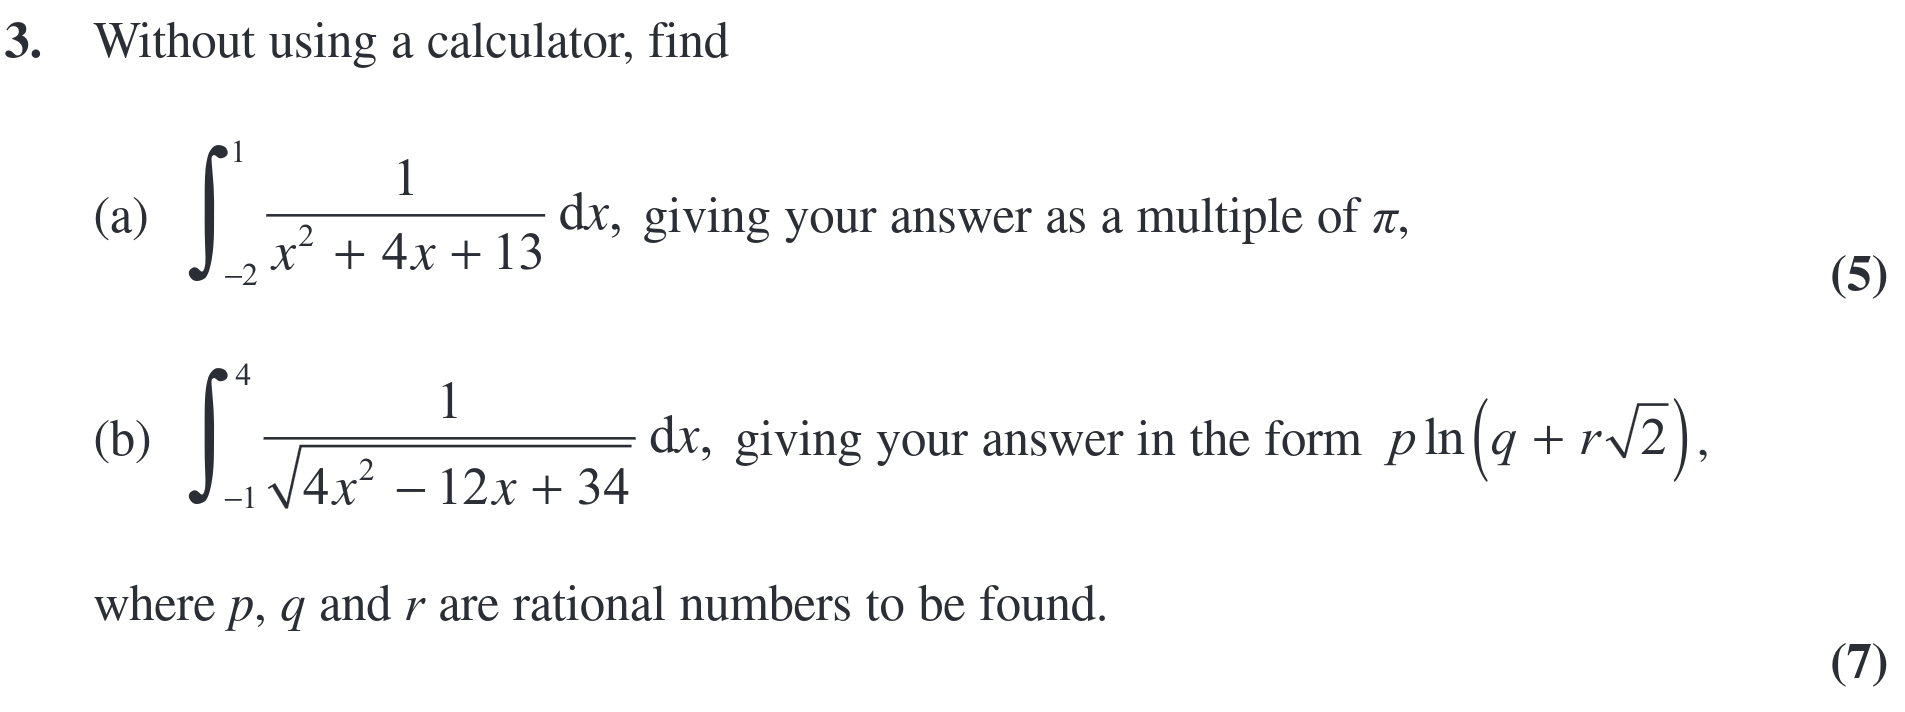 3. Without using a calculator, find
(a) $\int_{-2}^{1} \frac{1}{x^2 + 4x + 13} \, \mathrm{d}x,$ giving your answer as a multiple of $\pi$,
(5)
(b) $\int_{-1}^{4} \frac{1}{\sqrt{4x^2 - 12x + 34}} \, \mathrm{d}x,$ giving your answer in the form $p \ln\left(q + r\sqrt{2}\right),$
where $p$, $q$ and $r$ are rational numbers to be found.
(7)